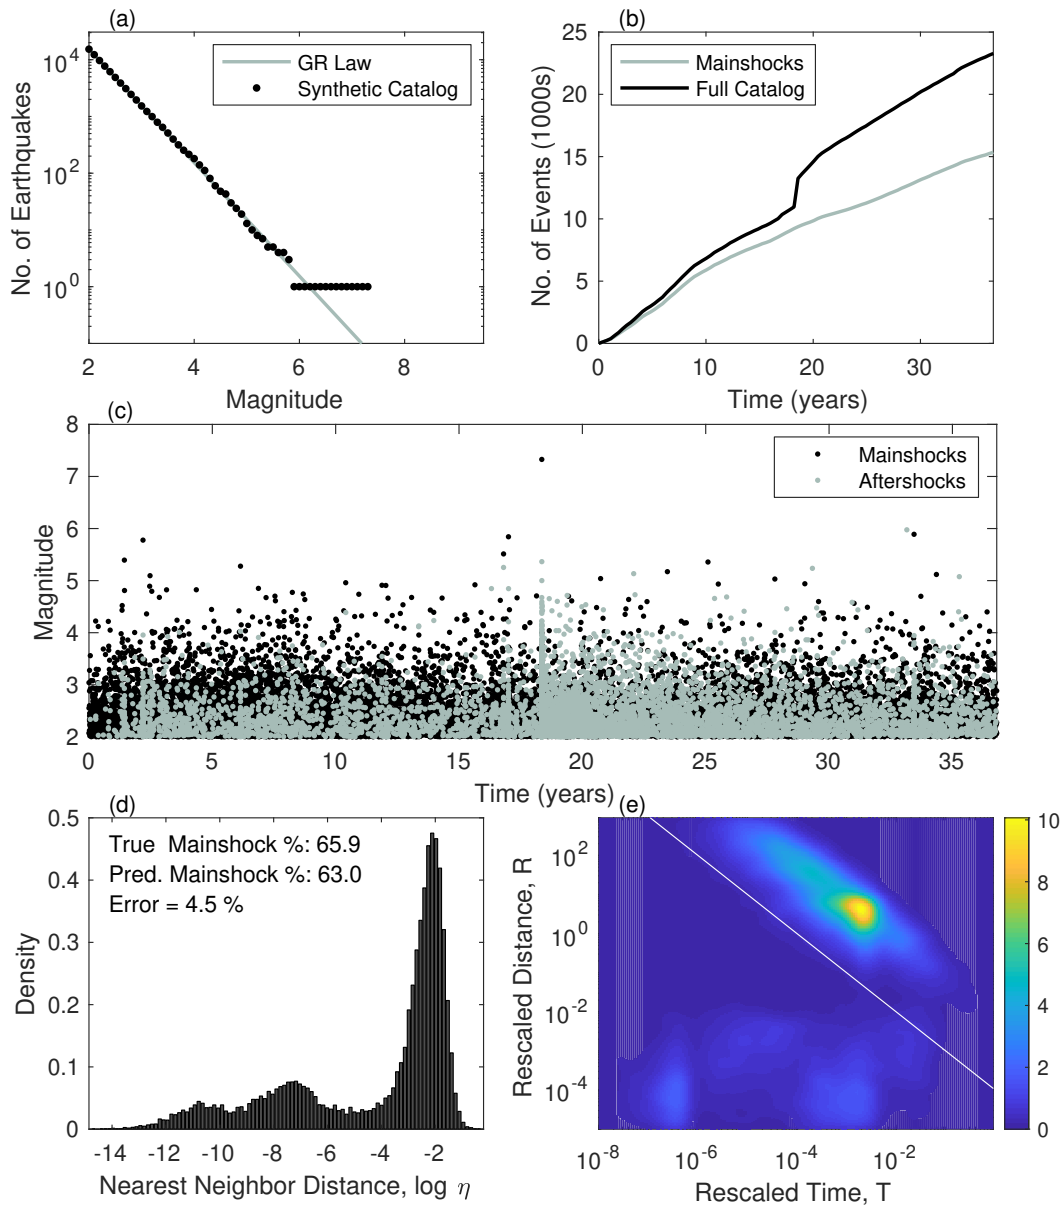 (a)
No. of Earthquakes
10^4
10^2
10^0
GR Law
Synthetic Catalog
2 4 6 8
Magnitude
(b)
No. of Events (1000s)
25
20
15
10
5
0
Mainshocks
Full Catalog
0 10 20 30
Time (years)
(c)
Magnitude
8
7
6
5
4
3
2
Mainshocks
Aftershocks
0 5 10 15 20 25 30 35
Time (years)
(d)
Density
0.5
0.4
0.3
0.2
0.1
0
True Mainshock %: 65.9
Pred. Mainshock %: 63.0
Error = 4.5 %
-14 -12 -10 -8 -6 -4 -2
Nearest Neighbor Distance, log η
(e)
Rescaled Distance, R
10^2
10^0
10^-2
10^-4
10^-8 10^-6 10^-4 10^-2
Rescaled Time, T
10
8
6
4
2
0